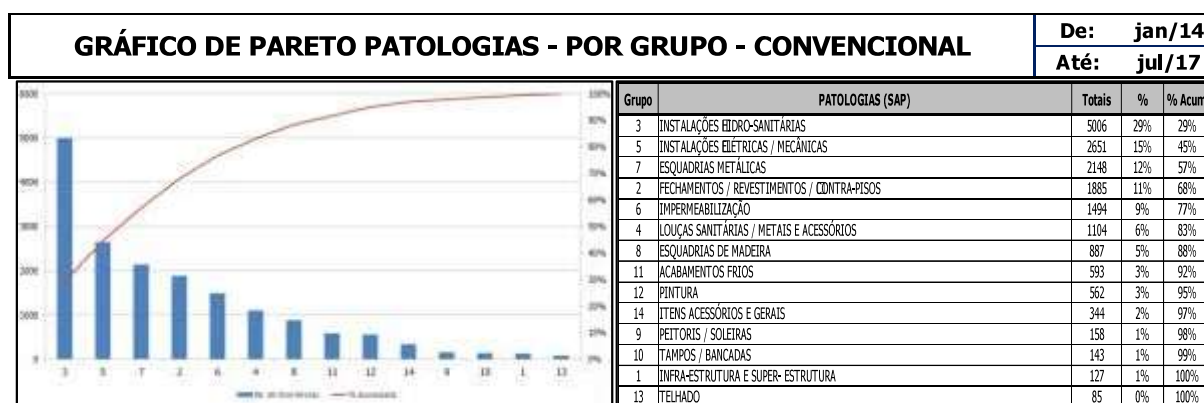 GRÁFICO DE PARETO PATOLOGIAS - POR GRUPO - CONVENCIONAL
De: jan/14
Até: jul/17
Grupo PATOLOGIAS (SAP) Totais % % Acum
3 INSTALAÇÕES HIDRO-SANITÁRIAS 5006 29% 29%
5 INSTALAÇÕES ELÉTRICAS / MECÂNICAS 2651 15% 45%
7 ESQUADRIAS METÁLICAS 2148 12% 57%
2 FECHAMENTOS / REVESTIMENTOS / CONTRA-PISOS 1885 11% 68%
6 IMPERMEABILIZAÇÃO 1494 9% 77%
4 LOUÇAS SANITÁRIAS / METAIS E ACESSÓRIOS 1104 6% 83%
8 ESQUADRIAS DE MADEIRA 887 5% 88%
11 ACABAMENTOS FRIOS 593 3% 92%
12 PINTURA 562 3% 95%
14 ITENS ACESSÓRIOS E GERAIS 344 2% 97%
9 PEITORIS / SOLEIRAS 158 1% 98%
10 TAMPOS / BANCADAS 143 1% 99%
1 INFRA-ESTRUTURA E SUPER- ESTRUTURA 127 1% 100%
13 TELHADO 85 0% 100%
3 5 7 2 6 4 8 11 12 14 9 10 1 13